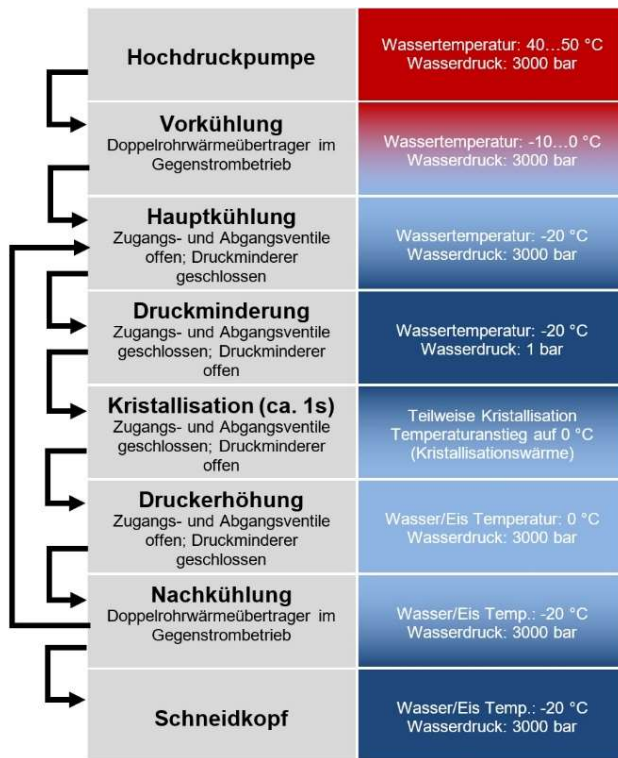 Hochdruckpumpe
Wassertemperatur: 40...50 °C
Wasserdruck: 3000 bar
Vorkühlung
Doppelrohrwärmeübertrager im
Gegenstrombetrieb
Wassertemperatur: -10...0 °C
Wasserdruck: 3000 bar
Hauptkühlung
Zugangs- und Abgangsventile
offen; Druckminderer
geschlossen
Wassertemperatur: -20 °C
Wasserdruck: 3000 bar
Druckminderung
Zugangs- und Abgangsventile
geschlossen; Druckminderer
offen
Wassertemperatur: -20 °C
Wasserdruck: 1 bar
Kristallisation (ca. 1s)
Zugangs- und Abgangsventile
geschlossen; Druckminderer
offen
Teilweise Kristallisation
Temperaturanstieg auf 0 °C
(Kristallisationswärme)
Druckerhöhung
Zugangs- und Abgangsventile
offen; Druckminderer
geschlossen
Wasser/Eis Temperatur: 0 °C
Wasserdruck: 3000 bar
Nachkühlung
Doppelrohrwärmeübertrager im
Gegenstrombetrieb
Wasser/Eis Temp.: -20 °C
Wasserdruck: 3000 bar
Schneidkopf
Wasser/Eis Temp.: -20 °C
Wasserdruck: 3000 bar